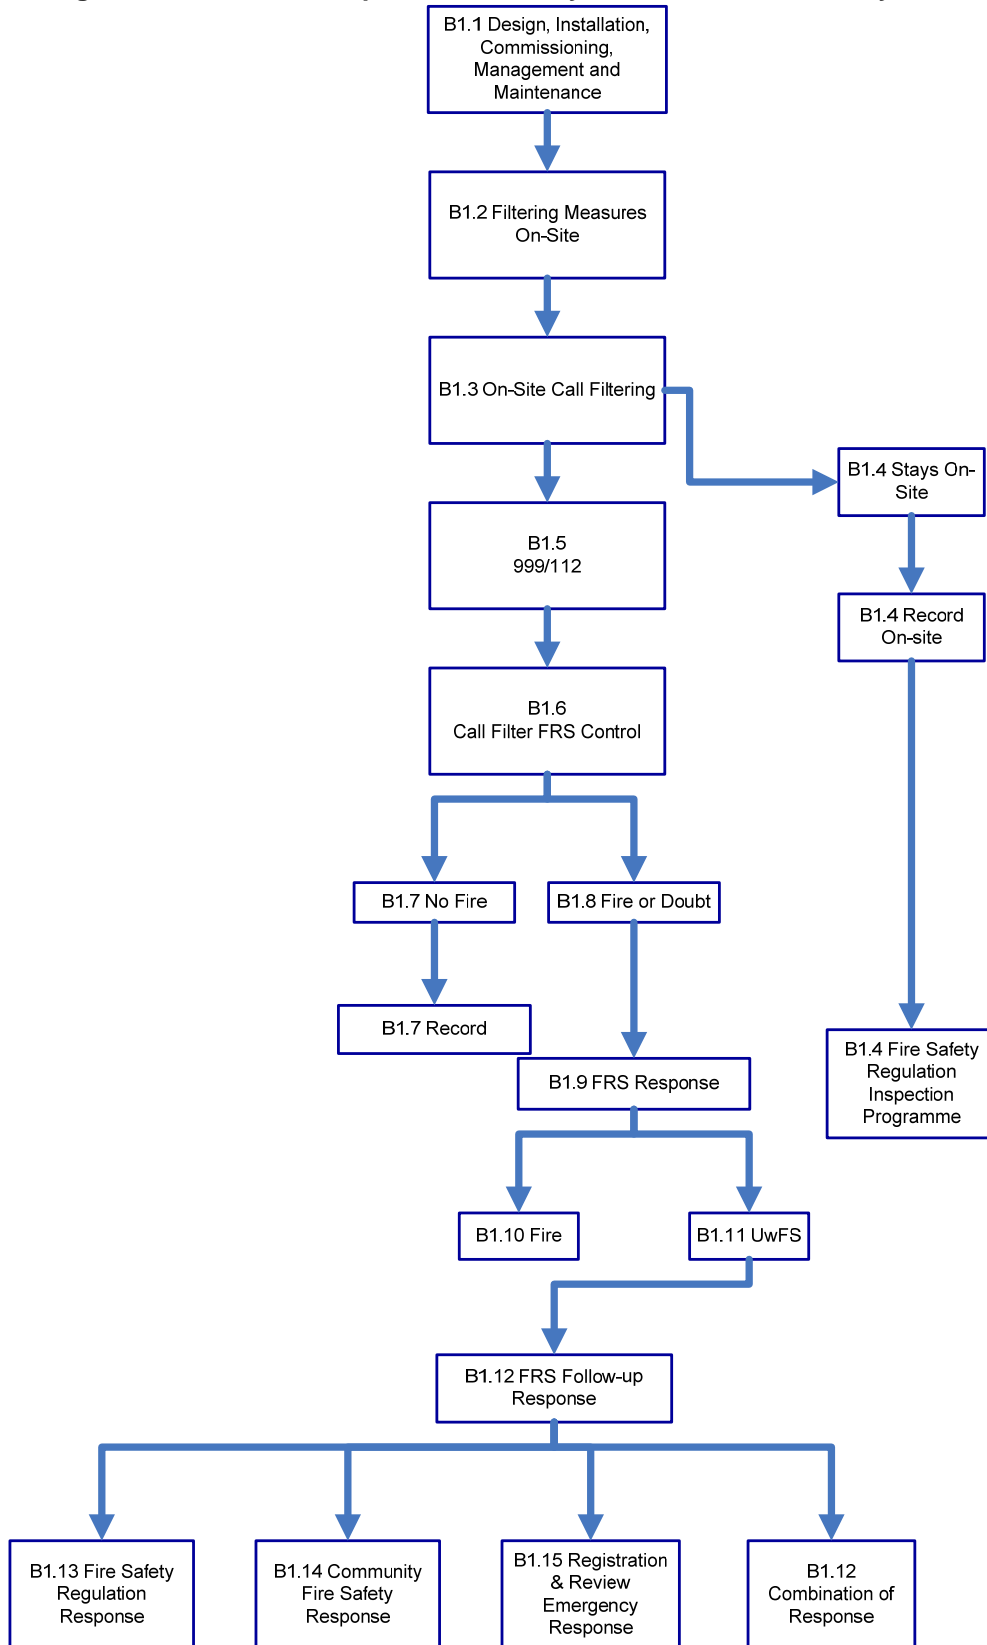 B1.1 Design, Installation,
Commissioning,
Management and
Maintenance
B1.2 Filtering Measures
On-Site
B1.3 On-Site Call Filtering
B1.4 Stays On-
Site
B1.5
999/112
B1.4 Record
On-site
B1.6
Call Filter FRS Control
B1.7 No Fire
B1.8 Fire or Doubt
B1.7 Record
B1.4 Fire Safety
Regulation
Inspection
Programme
B1.9 FRS Response
B1.10 Fire
B1.11 UwFS
B1.12 FRS Follow-up
Response
B1.13 Fire Safety
Regulation
Response
B1.14 Community
Fire Safety
Response
B1.15 Registration
& Review
Emergency
Response
B1.12
Combination of
Response